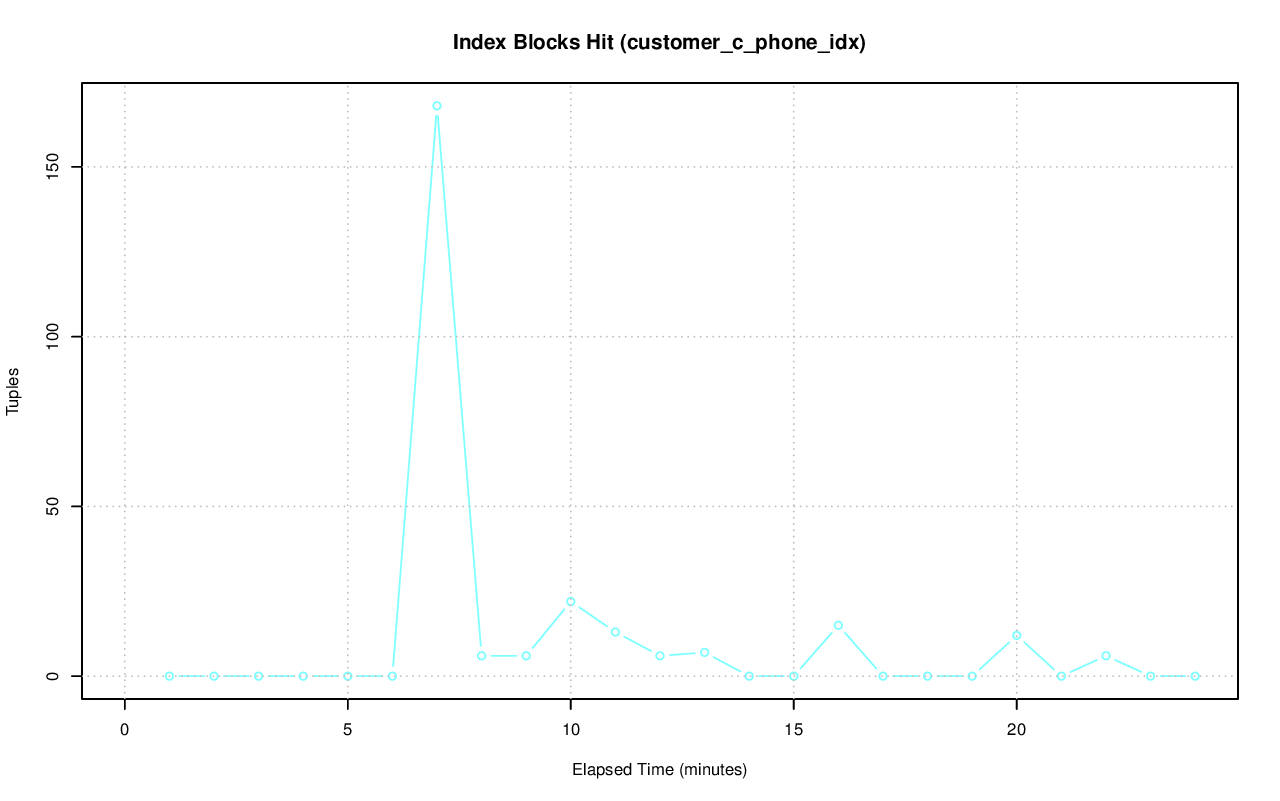 Index Blocks Hit (customer_c_phone_idx)
Tuples
150
100
50
0
0 5 10 15 20
Elapsed Time (minutes)